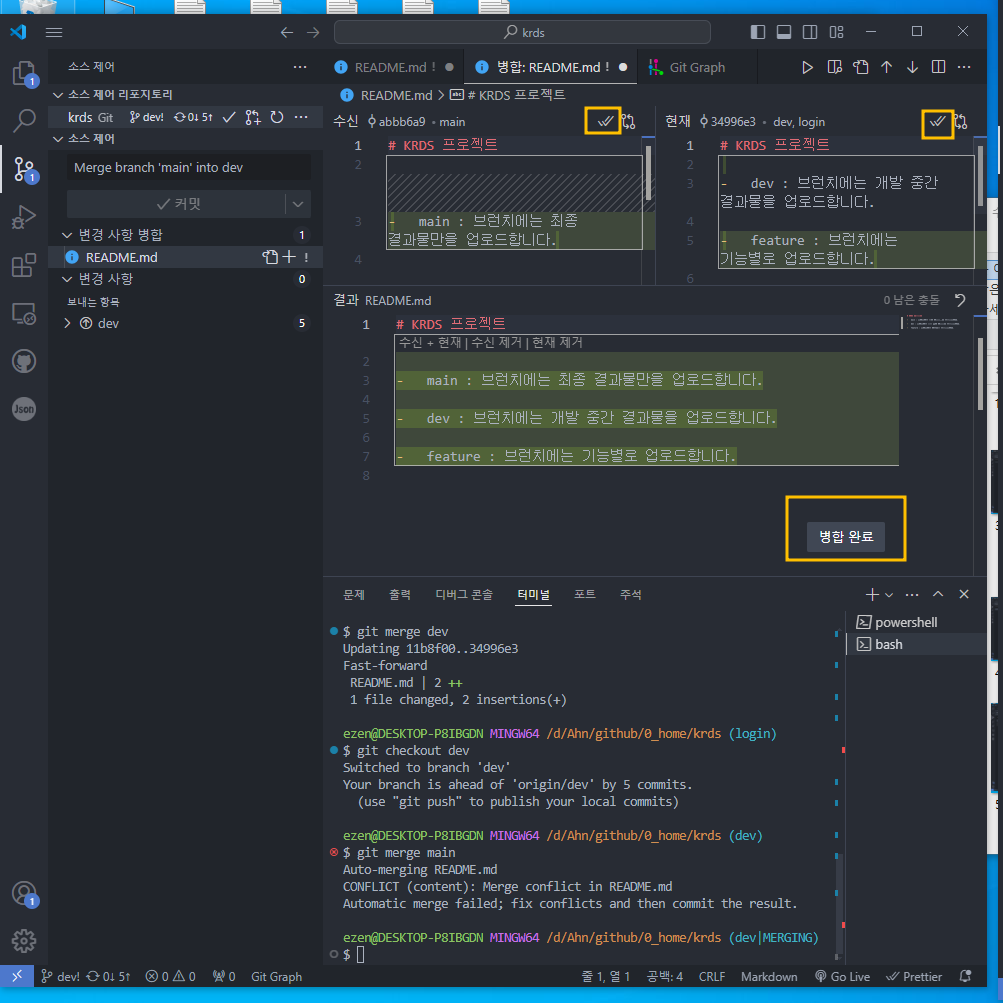 krds
소스 제어
소스 제어 리포지토리
krds Git dev! 0↓ 5↑
소스 제어
Merge branch 'main' into dev
커밋
변경 사항 병합 1
README.md !
변경 사항 0
보내는 항목
dev 5
1
1
Json
1
README.md !
병합: README.md !
Git Graph
README.md > # KRDS 프로젝트
수신 abbb6a9 • main
1 # KRDS 프로젝트
2
3 - main : 브런치에는 최종
결과물만을 업로드합니다.
4
현재 34996e3 • dev, login
1 # KRDS 프로젝트
2
3 - dev : 브런치에는 개발 중간
결과물을 업로드합니다.
4
5 - feature : 브런치에는
기능별로 업로드합니다.
6
결과 README.md 0 남은 충돌
1 # KRDS 프로젝트
수신 + 현재 | 수신 제거 | 현재 제거
2
3 - main : 브런치에는 최종 결과물만을 업로드합니다.
4
5 - dev : 브런치에는 개발 중간 결과물을 업로드합니다.
6
7 - feature : 브런치에는 기능별로 업로드합니다.
8
병합 완료
문제 출력 디버그 콘솔 터미널 포트 주석
powershell
bash
$ git merge dev
Updating 11b8f00..34996e3
Fast-forward
README.md | 2 ++
1 file changed, 2 insertions(+)
ezen@DESKTOP-P8IBGDN MINGW64 /d/Ahn/github/0_home/krds (login)
$ git checkout dev
Switched to branch 'dev'
Your branch is ahead of 'origin/dev' by 5 commits.
(use "git push" to publish your local commits)
ezen@DESKTOP-P8IBGDN MINGW64 /d/Ahn/github/0_home/krds (dev)
$ git merge main
Auto-merging README.md
CONFLICT (content): Merge conflict in README.md
Automatic merge failed; fix conflicts and then commit the result.
ezen@DESKTOP-P8IBGDN MINGW64 /d/Ahn/github/0_home/krds (dev|MERGING)
$
dev! 0↓ 5↑ 0 0 0 Git Graph 줄 1, 열 1 공백: 4 CRLF Markdown Go Live Prettier